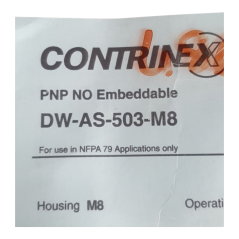 CONTRINEX
PNP NO Embeddable
DW-AS-503-M8
For use in NFPA 79 Applications only
Housing M8